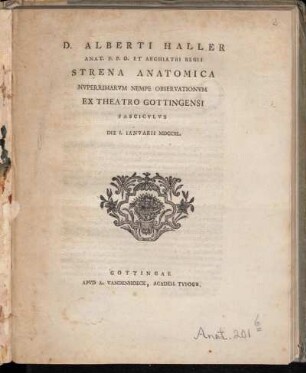 D. ALBERTI HALLER
ANAT. P. P. O. ET ARCHIATRI REGII
STRENA ANATOMICA
NVPERRIMARVM NEMPE OBSERVATIONVM
EX THEATRO GOTTINGENSI
FASCICVLVS
DIE I. IANVARII MDCCXL.
GOTTINGAE
APVD A. VANDENHOECK, ACADEM. TYPOGR.
Anat. 201 6